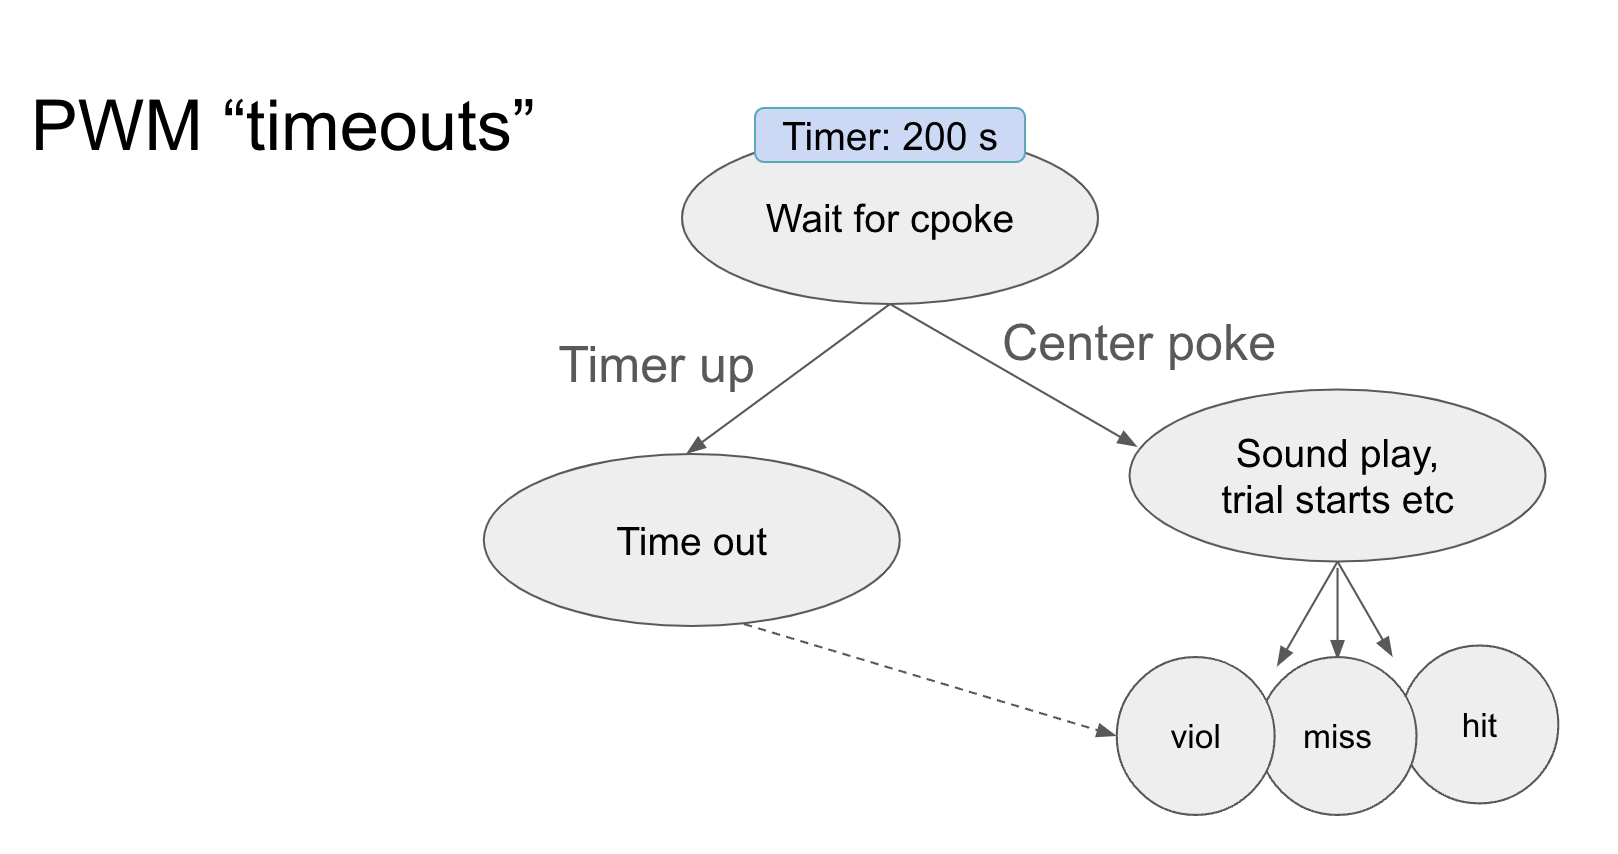 PWM “timeouts”
Timer: 200 s
Wait for cpoke
Timer up
Center poke
Sound play,
trial starts etc
Time out
viol
miss
hit